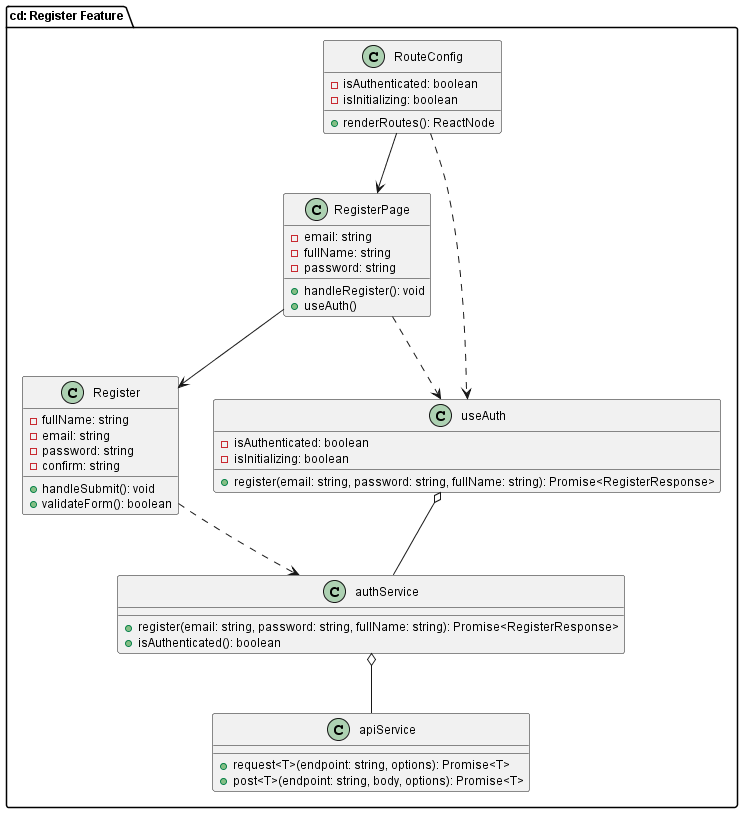 cd: Register Feature
C RouteConfig
isAuthenticated: boolean
isInitializing: boolean
renderRoutes(): ReactNode
C RegisterPage
email: string
fullName: string
password: string
handleRegister(): void
useAuth()
C Register
fullName: string
email: string
password: string
confirm: string
handleSubmit(): void
validateForm(): boolean
C useAuth
isAuthenticated: boolean
isInitializing: boolean
register(email: string, password: string, fullName: string): Promise<RegisterResponse>
C authService
register(email: string, password: string, fullName: string): Promise<RegisterResponse>
isAuthenticated(): boolean
C apiService
request<T>(endpoint: string, options): Promise<T>
post<T>(endpoint: string, body, options): Promise<T>